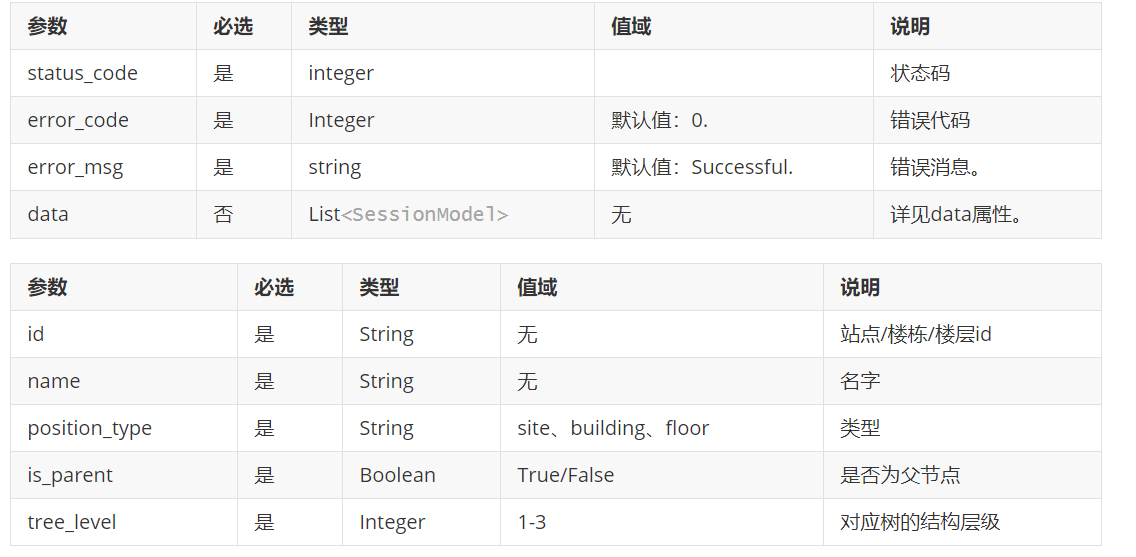 参数 必选 类型 值域 说明
status_code 是 integer 状态码
error_code 是 Integer 默认值：0. 错误代码
error_msg 是 string 默认值：Successful. 错误消息。
data 否 List<SessionModel> 无 详见data属性。
参数 必选 类型 值域 说明
id 是 String 无 站点/楼栋/楼层id
name 是 String 无 名字
position_type 是 String site、building、floor 类型
is_parent 是 Boolean True/False 是否为父节点
tree_level 是 Integer 1-3 对应树的结构层级